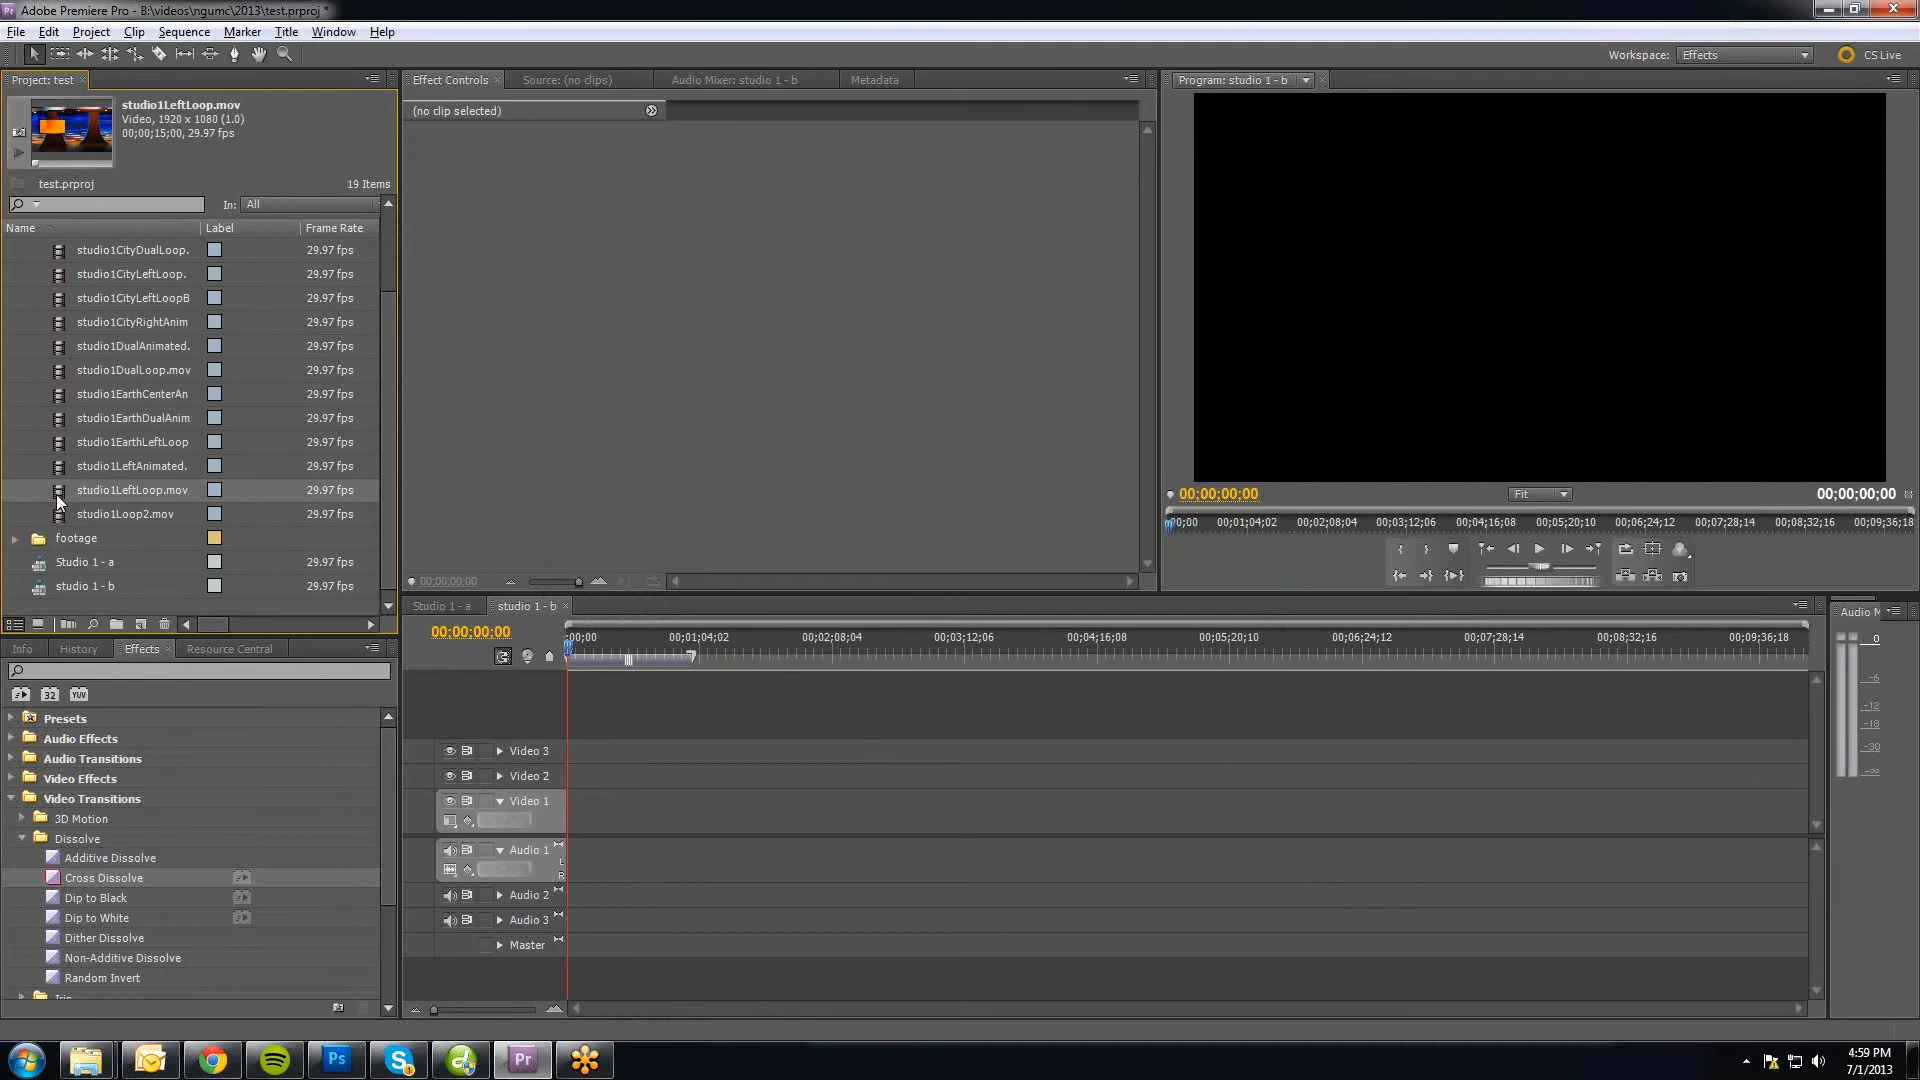 Adobe Premiere Pro - B:\videos\ngumc\2013\test.prproj *
File Edit Project Clip Sequence Marker Title Window Help
Workspace: Effects CS Live
Project: test
studio1LeftLoop.mov
Video, 1920 x 1080 (1.0)
00;00;15;00, 29.97 fps
test.prproj 19 Items
In: All
Name Label Frame Rate
studio1CityDualLoop. 29.97 fps
studio1CityLeftLoop. 29.97 fps
studio1CityLeftLoopB 29.97 fps
studio1CityRightAnim 29.97 fps
studio1DualAnimated. 29.97 fps
studio1DualLoop.mov 29.97 fps
studio1EarthCenterAn 29.97 fps
studio1EarthDualAnim 29.97 fps
studio1EarthLeftLoop 29.97 fps
studio1LeftAnimated. 29.97 fps
studio1LeftLoop.mov 29.97 fps
studio1Loop2.mov 29.97 fps
footage
Studio 1 - a 29.97 fps
studio 1 - b 29.97 fps
Effect Controls Source: (no clips) Audio Mixer: studio 1 - b Metadata
(no clip selected)
00;00;00;00
Program: studio 1 - b
00;00;00;00 Fit 00;00;00;00
00;00 00;01;04;02 00;02;08;04 00;03;12;06 00;04;16;08 00;05;20;10 00;06;24;12 00;07;28;14 00;08;32;16 00;09;36;18
Info History Effects Resource Central
32 YUV
Presets
Audio Effects
Audio Transitions
Video Effects
Video Transitions
3D Motion
Dissolve
Additive Dissolve
Cross Dissolve
Dip to Black
Dip to White
Dither Dissolve
Non-Additive Dissolve
Random Invert
Iris
Studio 1 - a studio 1 - b
00;00;00;00
;00;00 00;01;04;02 00;02;08;04 00;03;12;06 00;04;16;08 00;05;20;10 00;06;24;12 00;07;28;14 00;08;32;16 00;09;36;18
Video 3
Video 2
Video 1
Audio 1
L
R
Audio 2
Audio 3
Master
Audio M
0
-6
-12
-18
-30
-∞
Ps
S
Pr
4:59 PM
7/1/2013